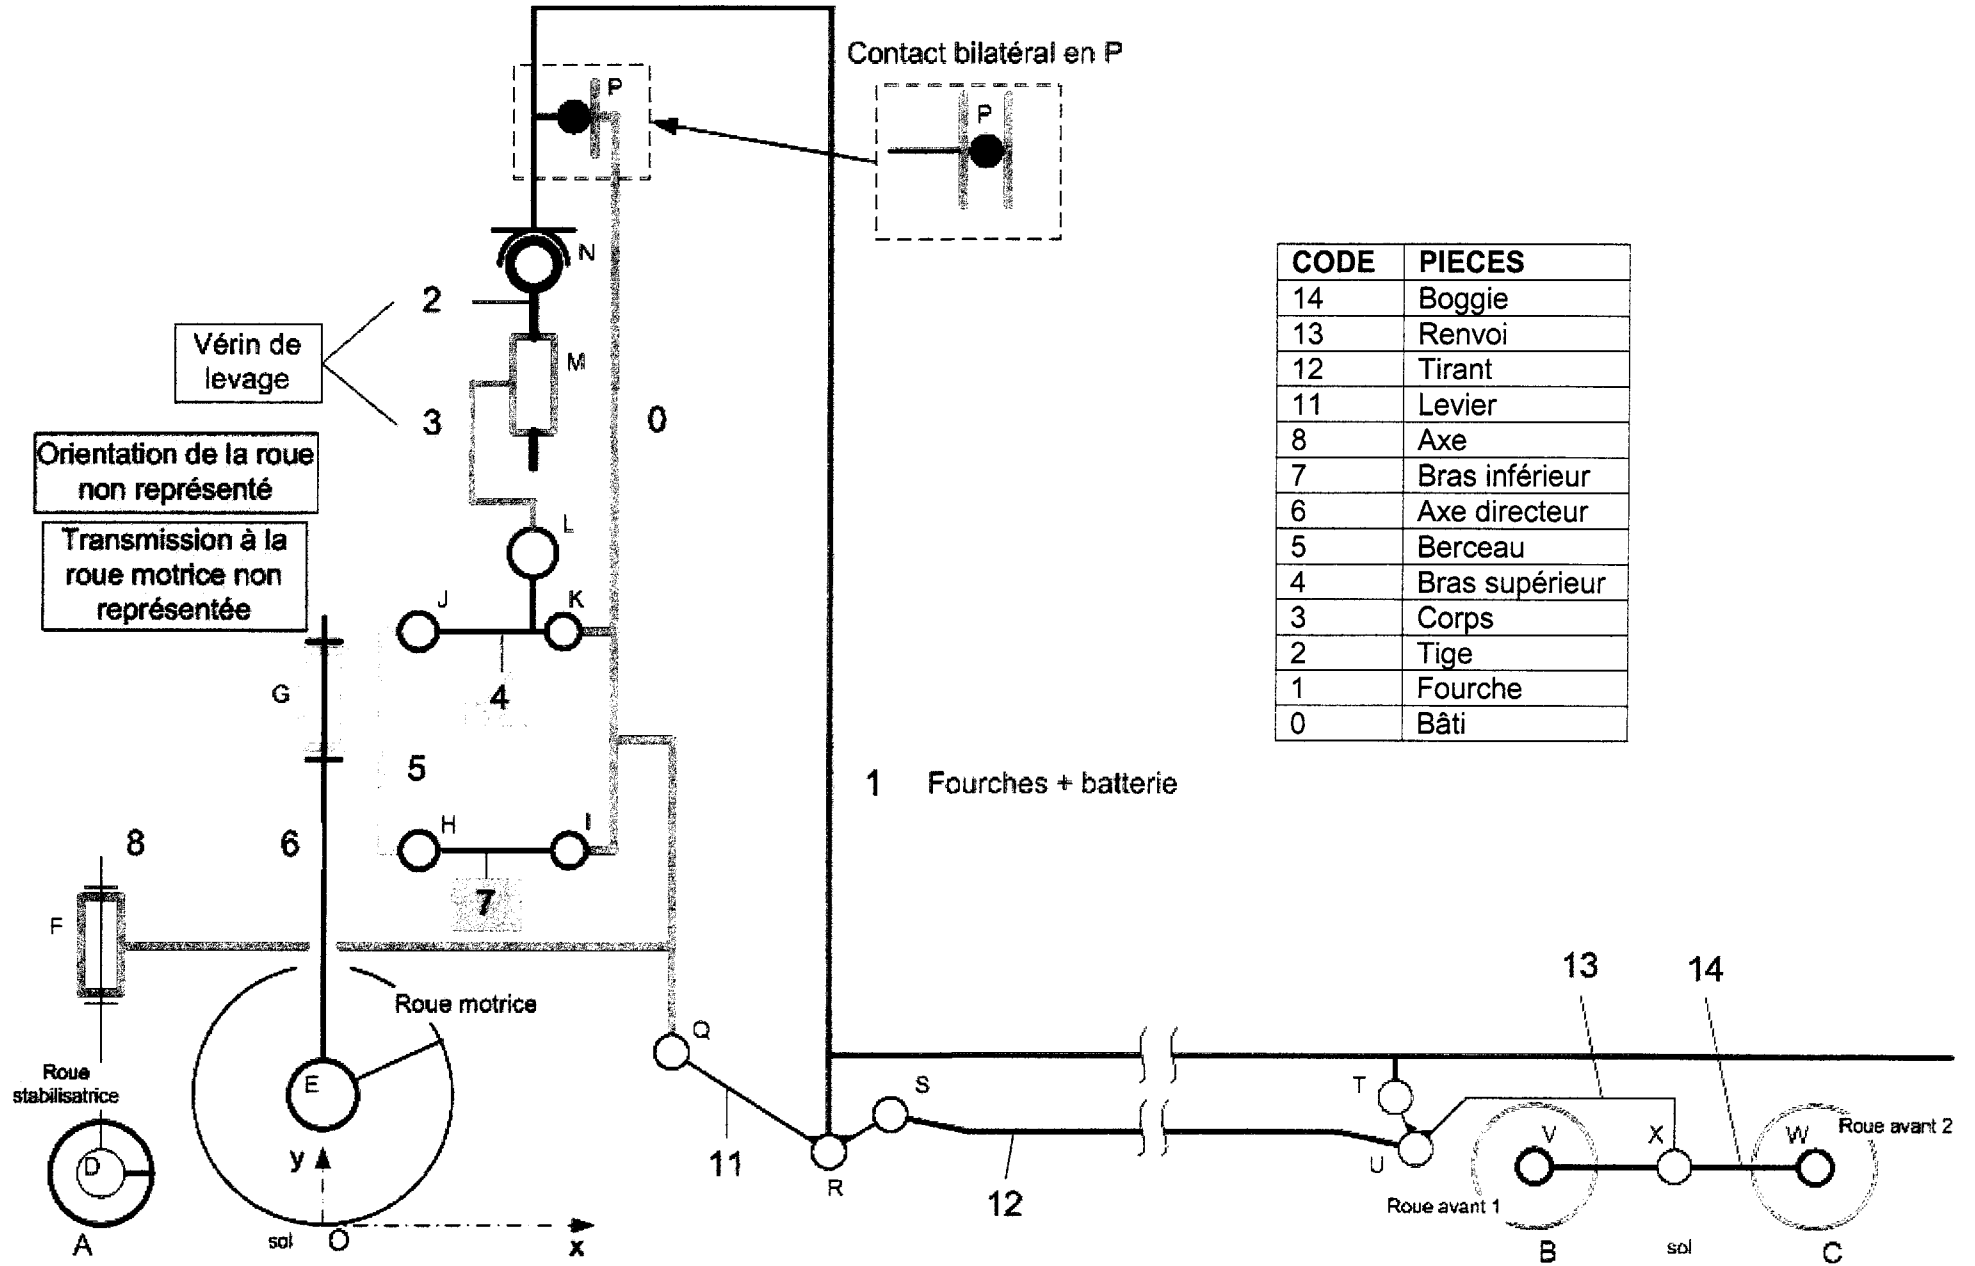 Contact bilatéral en P
P
P
N
2
Vérin de
levage
M
3
0
Orientation de la roue
non représenté
Transmission à la
roue motrice non
représentée
L
J
K
G
4
5
H
I
7
8
6
F
1 Fourches + batterie
CODE PIECES
14 Boggie
13 Renvoi
12 Tirant
11 Levier
8 Axe
7 Bras inférieur
6 Axe directeur
5 Berceau
4 Bras supérieur
3 Corps
2 Tige
1 Fourche
0 Bâti
Roue motrice
E
Roue
stabilisatrice
D
A
y
sol
O
x
Q
11
R
S
12
T
U
13
14
V
X
W
Roue avant 2
Roue avant 1
B
sol
C